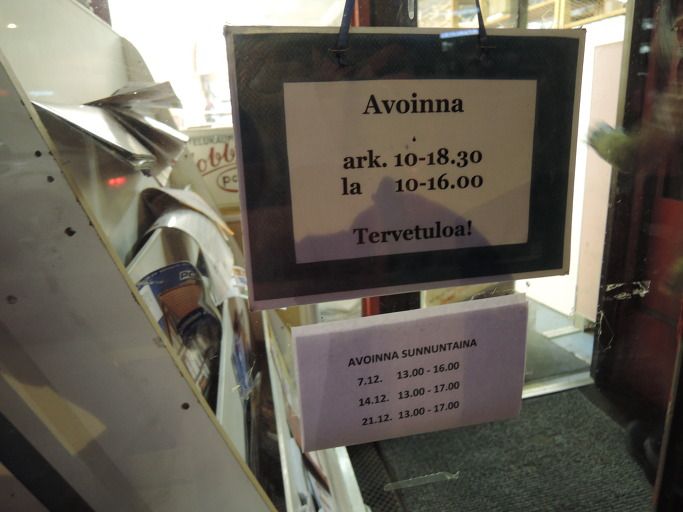 Avoinna
ark. 10-18.30
la 10-16.00
Tervetuloa!
AVOINNA SUNNUNTAINA
7.12. 13.00 - 16.00
14.12. 13.00 - 17.00
21.12. 13.00 - 17.00